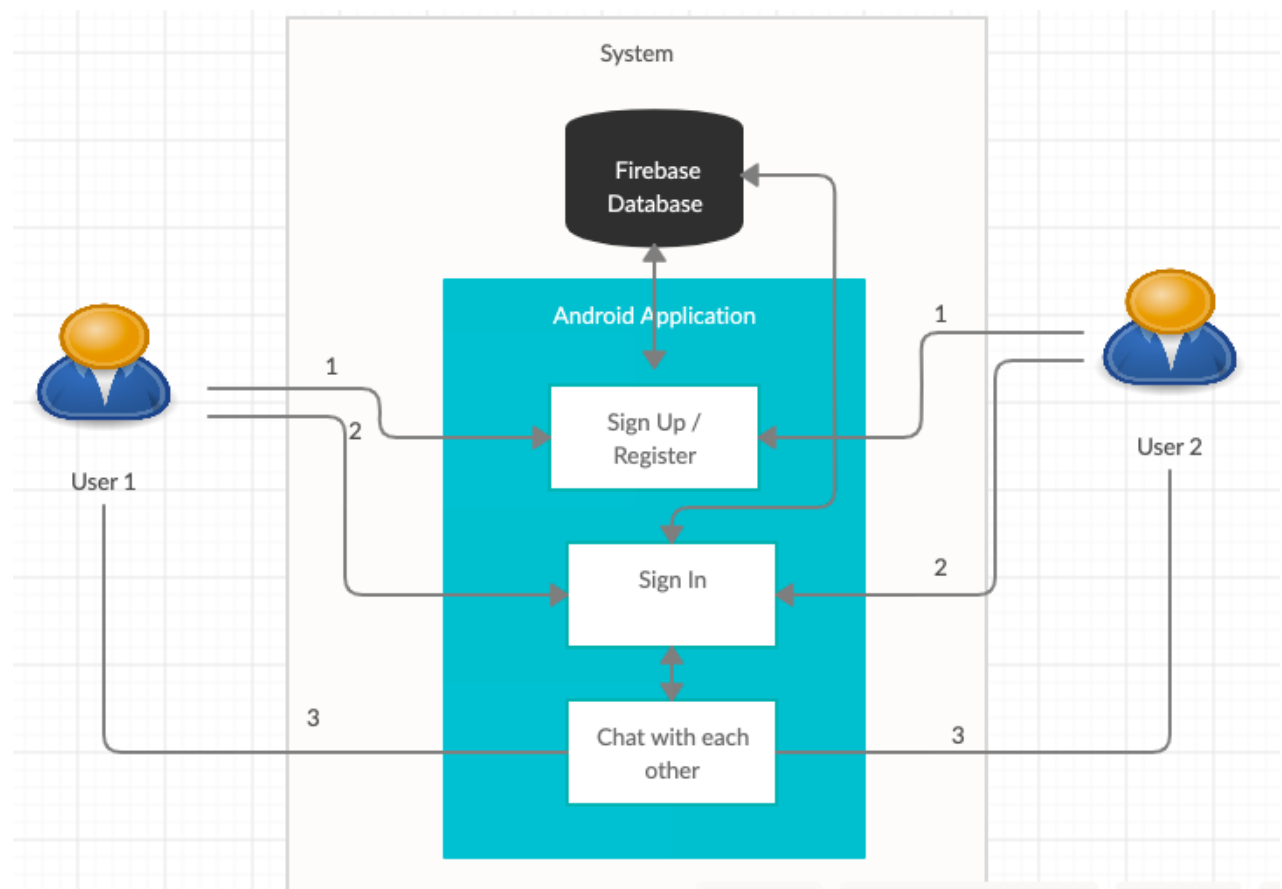 System
Firebase
Database
Android Application
1
1
2
Sign Up /
Register
User 1
User 2
Sign In
2
3
Chat with each
other
3